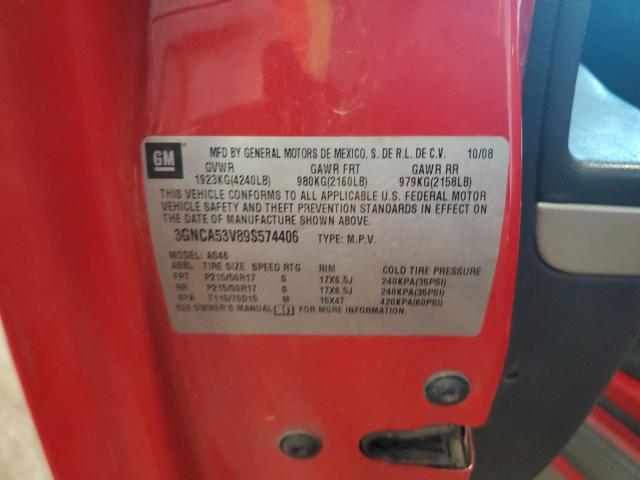 GM
MFD BY GENERAL MOTORS DE MEXICO, S. DE R.L. DE C.V. 10/08
GVWR GAWR FRT GAWR RR
1923KG(4240LB) 980KG(2160LB) 979KG(2158LB)
THIS VEHICLE CONFORMS TO ALL APPLICABLE U.S. FEDERAL MOTOR
VEHICLE SAFETY AND THEFT PREVENTION STANDARDS IN EFFECT ON
THE DATE OF MANUFACTURE SHOWN ABOVE.
3GNCA53V89S574406 TYPE: M.P.V.
MODEL: AS46
ABBL TIRE SIZE SPEED RTG RIM COLD TIRE PRESSURE
FRT P215/50R17 S 17X6.5J 240KPA(35PSI)
RR P215/50R17 S 17X6.5J 240KPA(35PSI)
SPA T115/70D15 M 15X4T 420KPA(60PSI)
SEE OWNER'S MANUAL FOR MORE INFORMATION.